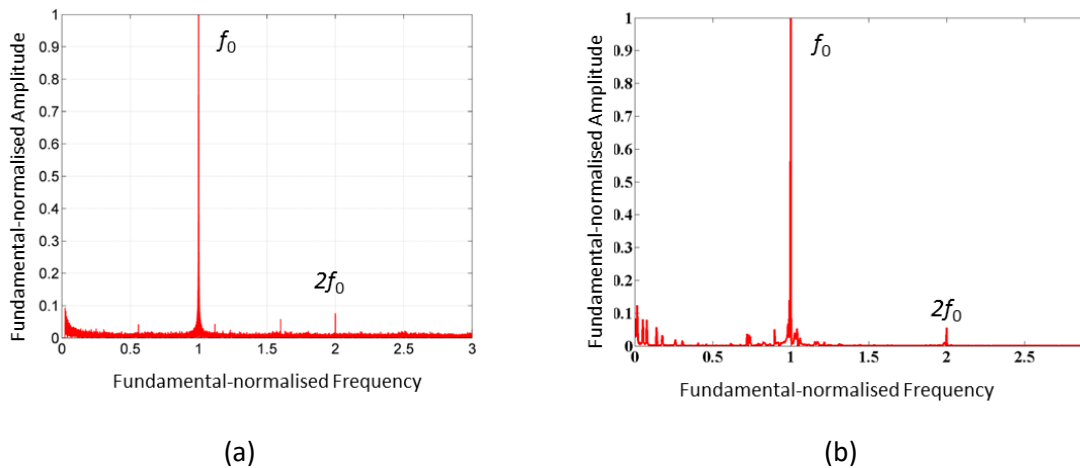 1
0.9
0.8
0.7
0.6
0.5
0.4
0.3
0.2
0.1
0
Fundamental-normalised Amplitude
f0
2f0
0 0.5 1 1.5 2 2.5 3
Fundamental-normalised Frequency
(a)
1
0.9
0.8
0.7
0.6
0.5
0.4
0.3
0.2
0.1
0
Fundamental-normalised Amplitude
f0
2f0
0 0.5 1 1.5 2 2.5
Fundamental-normalised Frequency
(b)